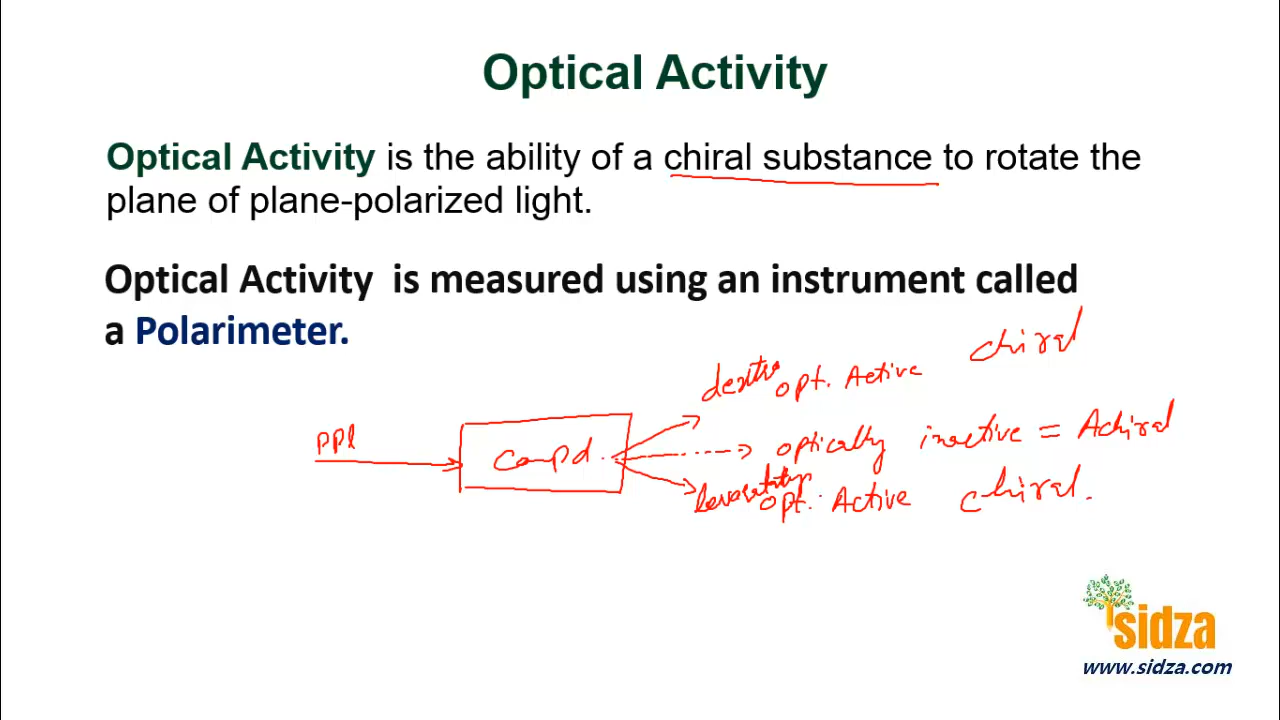 Optical Activity
Optical Activity is the ability of a chiral substance to rotate the
plane of plane-polarized light.
Optical Activity is measured using an instrument called
a Polarimeter.
chiral
dextro opt. Active
ppl
compd.
optically inactive = Achiral
opt. Active chiral.
sidza
www.sidza.com